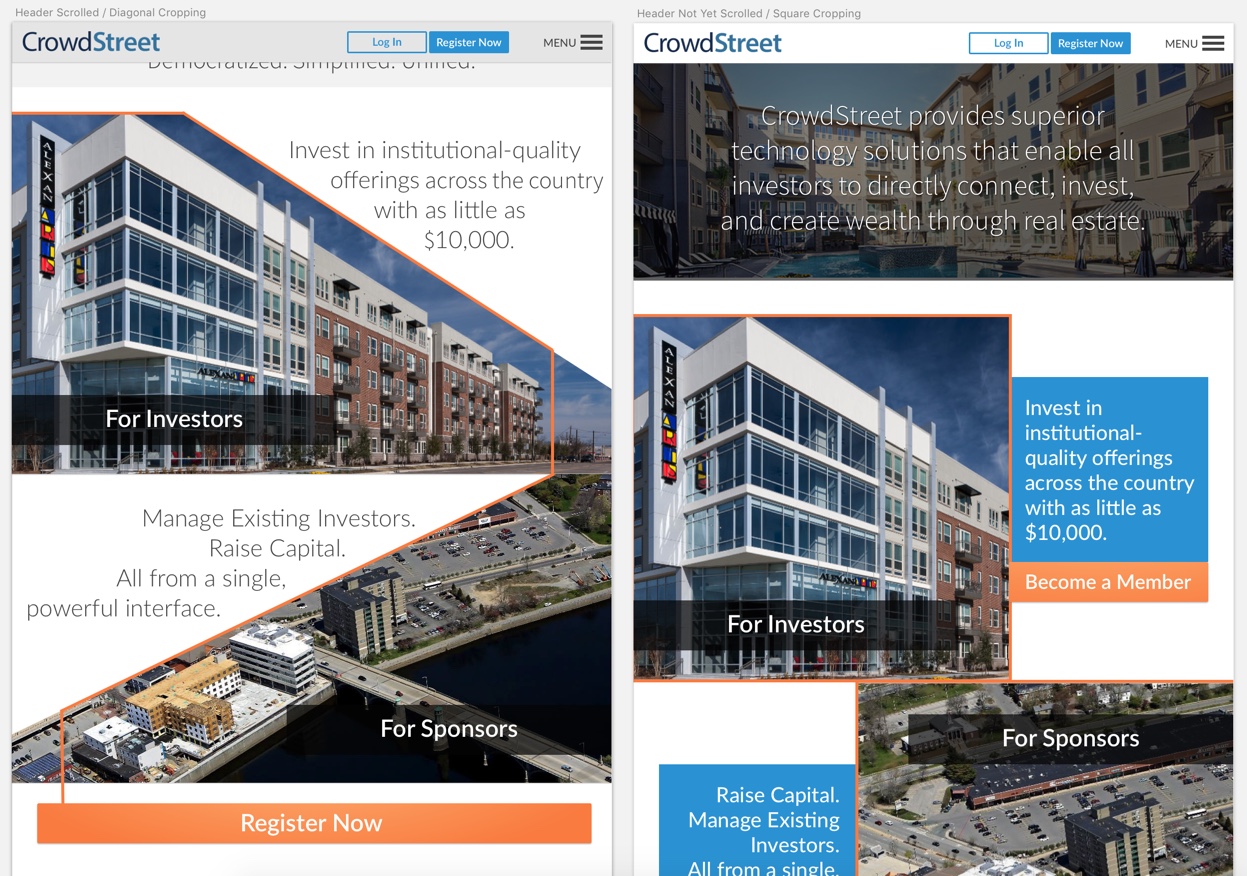 Header Scrolled / Diagonal Cropping
CrowdStreet
Log In
Register Now
MENU
Democratized. Simplified. Unified.
Invest in institutional-quality
offerings across the country
with as little as
$10,000.
ALEXAN
ALEXAN
For Investors
Manage Existing Investors.
Raise Capital.
All from a single,
powerful interface.
For Sponsors
Register Now
Header Not Yet Scrolled / Square Cropping
CrowdStreet
Log In
Register Now
MENU
CrowdStreet provides superior
technology solutions that enable all
investors to directly connect, invest,
and create wealth through real estate.
ALEXAN
ALEXAN
For Investors
Invest in
institutional-
quality offerings
across the country
with as little as
$10,000.
Become a Member
For Sponsors
Raise Capital.
Manage Existing
Investors.
All from a single,